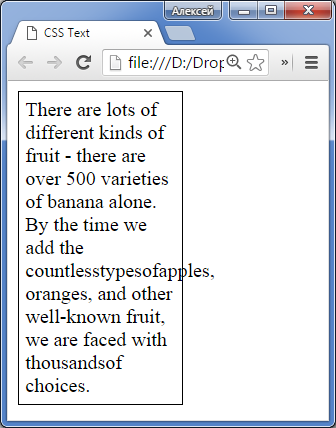 Алексей
CSS Text
file:///D:/Drop
»
There are lots of
different kinds of
fruit - there are
over 500 varieties
of banana alone.
By the time we
add the
countlesstypesofapples,
oranges, and other
well-known fruit,
we are faced with
thousandsof
choices.